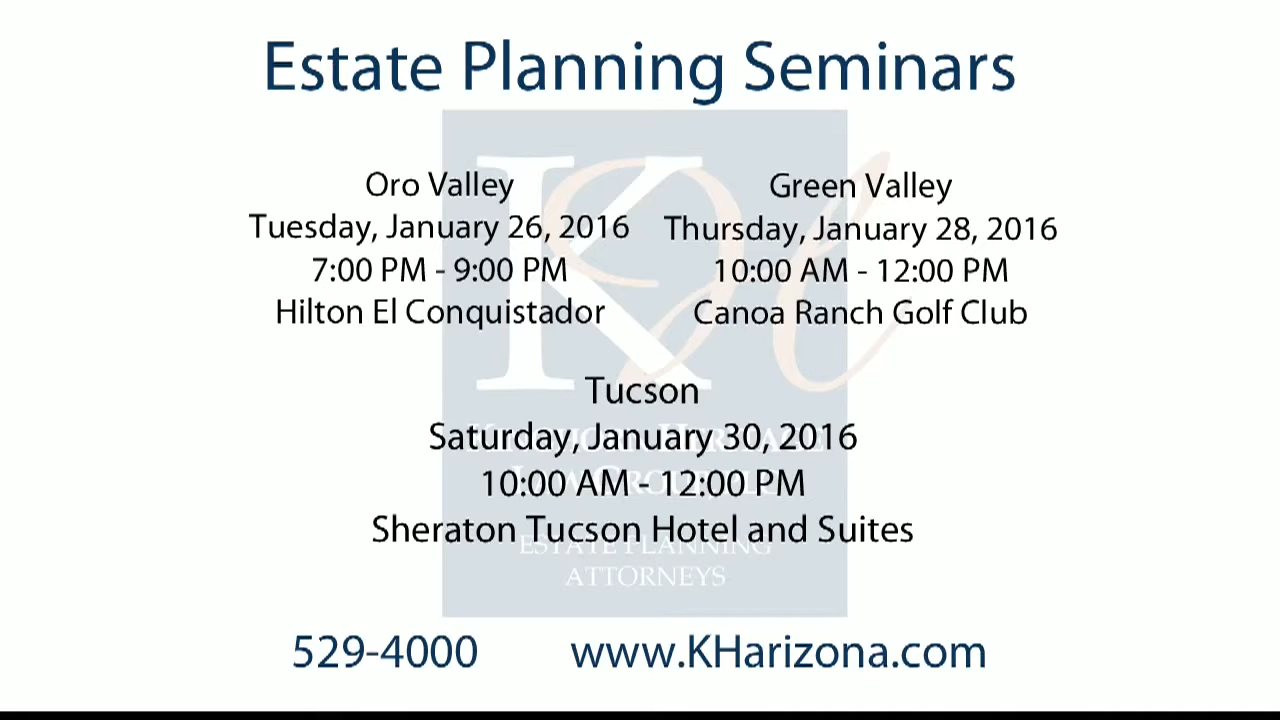 Estate Planning Seminars
Oro Valley
Tuesday, January 26, 2016
7:00 PM - 9:00 PM
Hilton El Conquistador
Green Valley
Thursday, January 28, 2016
10:00 AM - 12:00 PM
Canoa Ranch Golf Club
Tucson
Saturday, January 30, 2016
10:00 AM - 12:00 PM
Sheraton Tucson Hotel and Suites
ESTATE PLANNING
ATTORNEYS
529-4000
www.KHarizona.com